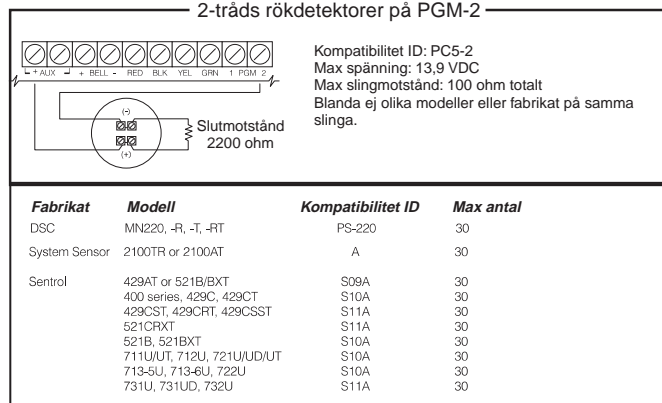 2-tråds rökdetektorer på PGM-2
+ AUX - + BELL - RED BLK YEL GRN 1 PGM 2
(-)
(+)
Slutmotstånd
2200 ohm
Kompatibilitet ID: PC5-2
Max spänning: 13,9 VDC
Max slingmotstånd: 100 ohm totalt
Blanda ej olika modeller eller fabrikat på samma
slinga.
Fabrikat Modell Kompatibilitet ID Max antal
DSC MN220, -R, -T, -RT PS-220 30
System Sensor 2100TR or 2100AT A 30
Sentrol 429AT or 521B/BXT S09A 30
400 series, 429C, 429CT S10A 30
429CST, 429CRT, 429CSST S11A 30
521CRXT S11A 30
521B, 521BXT S10A 30
711U/UT, 712U, 721U/UD/UT S10A 30
713-5U, 713-6U, 722U S10A 30
731U, 731UD, 732U S11A 30